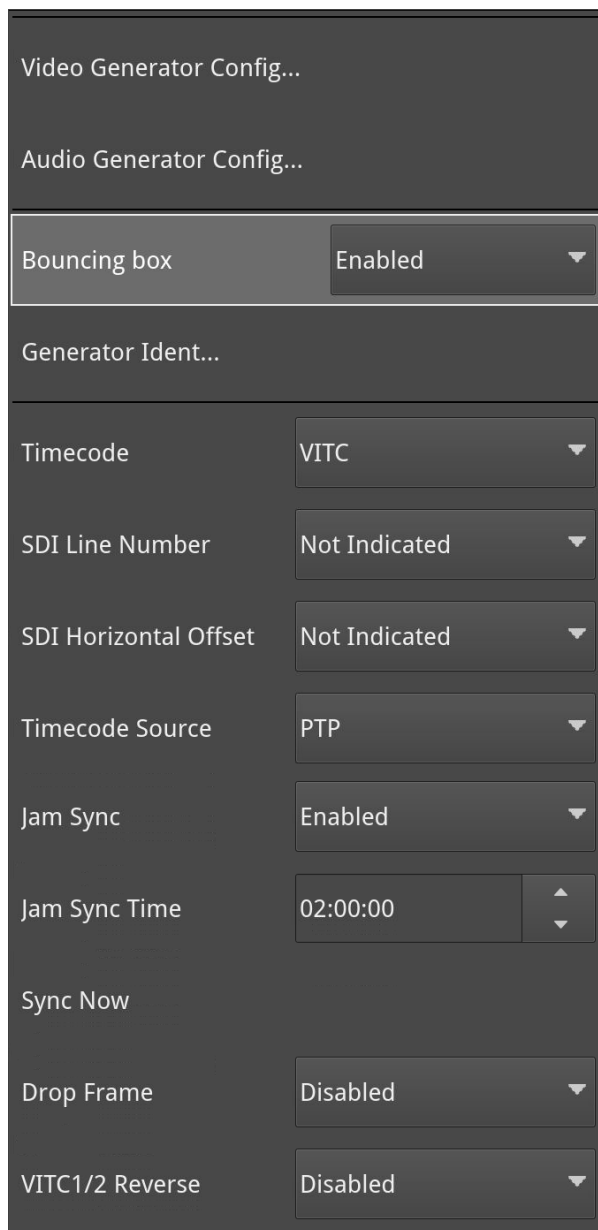 Video Generator Config...
Audio Generator Config...
Bouncing box Enabled
Generator Ident...
Timecode VITC
SDI Line Number Not Indicated
SDI Horizontal Offset Not Indicated
Timecode Source PTP
Jam Sync Enabled
Jam Sync Time 02:00:00
Sync Now
Drop Frame Disabled
VITC1/2 Reverse Disabled